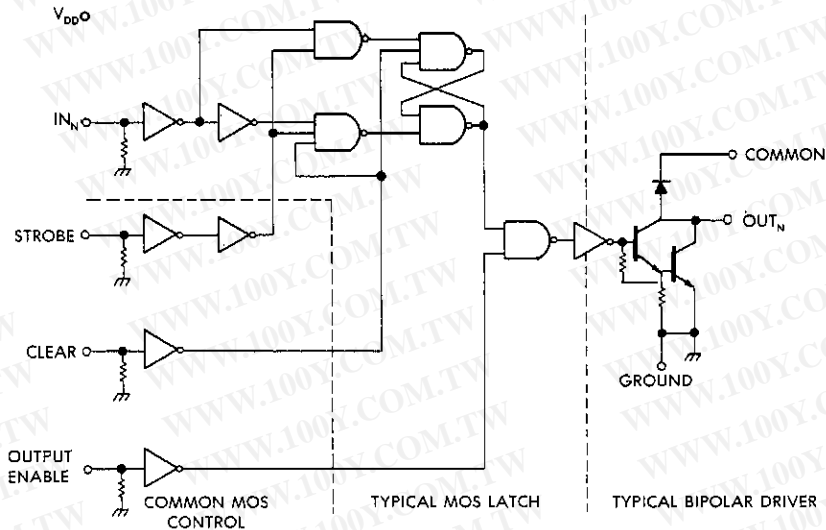 V_DD
IN_N
COMMON
OUT_N
STROBE
CLEAR
GROUND
OUTPUT
ENABLE
COMMON MOS
CONTROL
TYPICAL MOS LATCH
TYPICAL BIPOLAR DRIVER
WWW.100Y.COM.TW